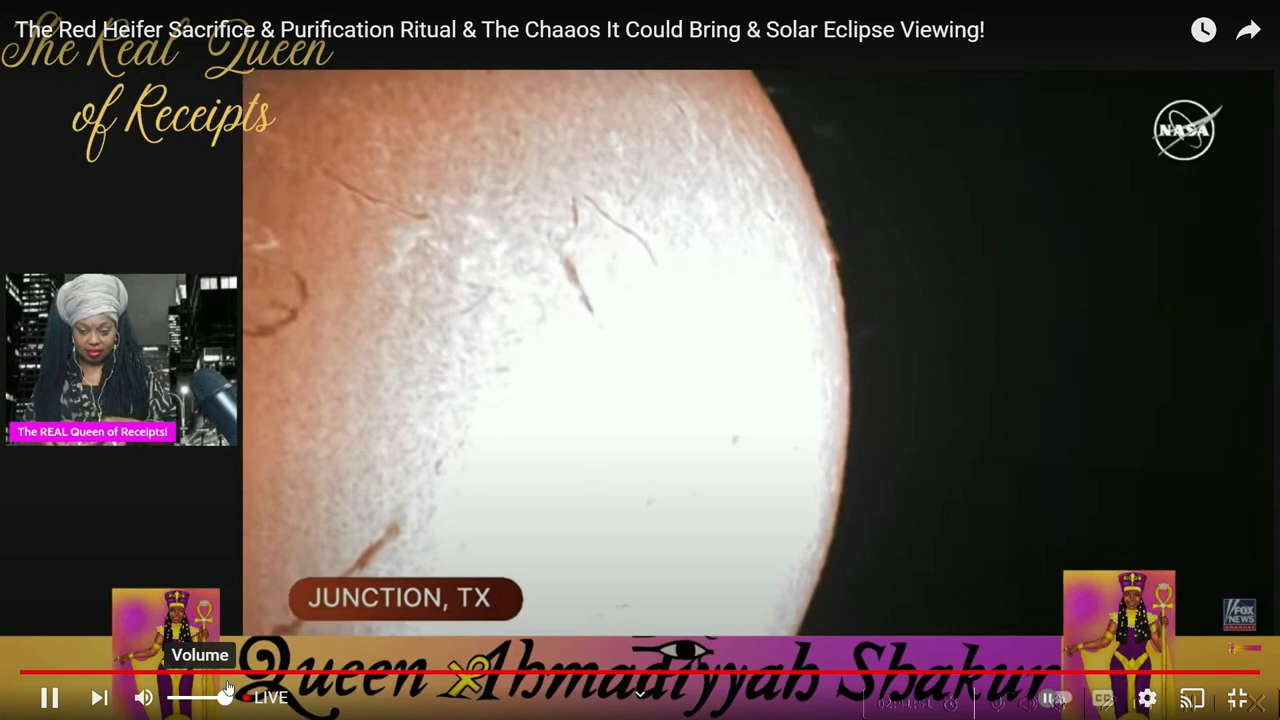 The Red Heifer Sacrifice & Purification Ritual & The Chaaos It Could Bring & Solar Eclipse Viewing!
The Real Queen
of Receipts
NASA
The REAL Queen of Receipts!
JUNCTION, TX
FOX
NEWS
Volume
Queen Ahmadiyyah Shakur
LIVE
CC